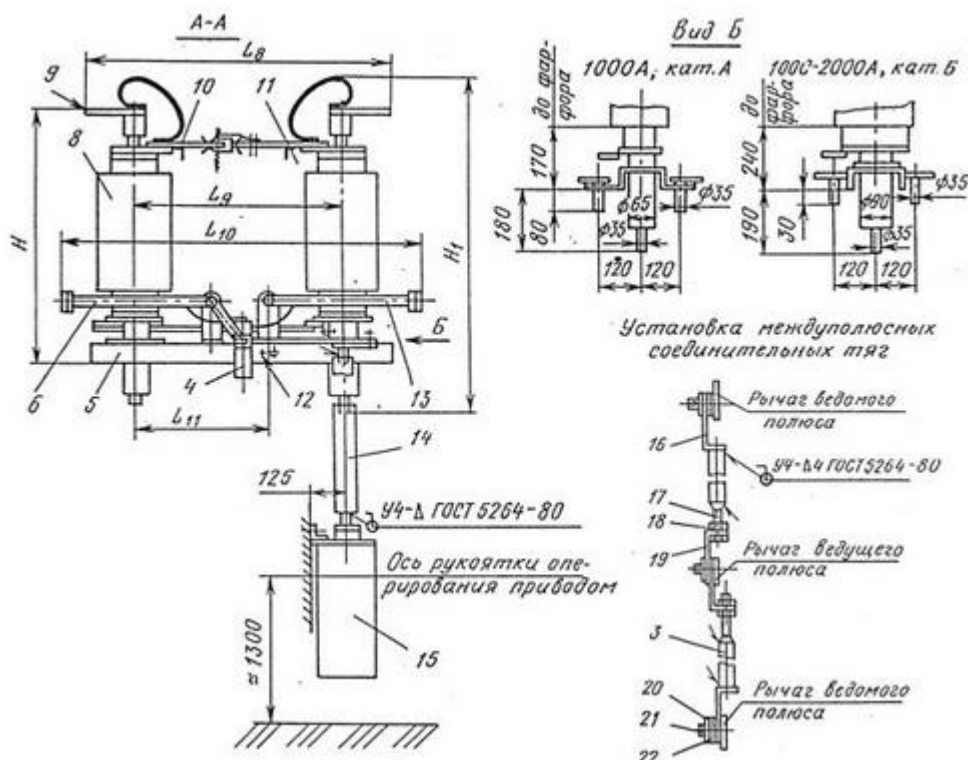 А-А
L8
9
10
11
8
L9
H
L10
H1
Б
6
5
4
12
13
L11
14
125
У4-Δ ГОСТ 5264-80
Ось рукоятки опе-
рирования приводом
15
≈1300
Вид Б
1000А, кат.А
до фар-
фора
170
180
80
ф65
ф35
ф35
120
120
1000-2000А, кат.Б
до
фар-
фора
240
190
30
ф90
ф35
ф35
120
120
Установка междуполюсных
соединительных тяг
Рычаг ведомого
полюса
16
У4-Δ4 ГОСТ 5264-80
17
18
19
Рычаг ведущего
полюса
3
20
21
22
Рычаг ведомого
полюса